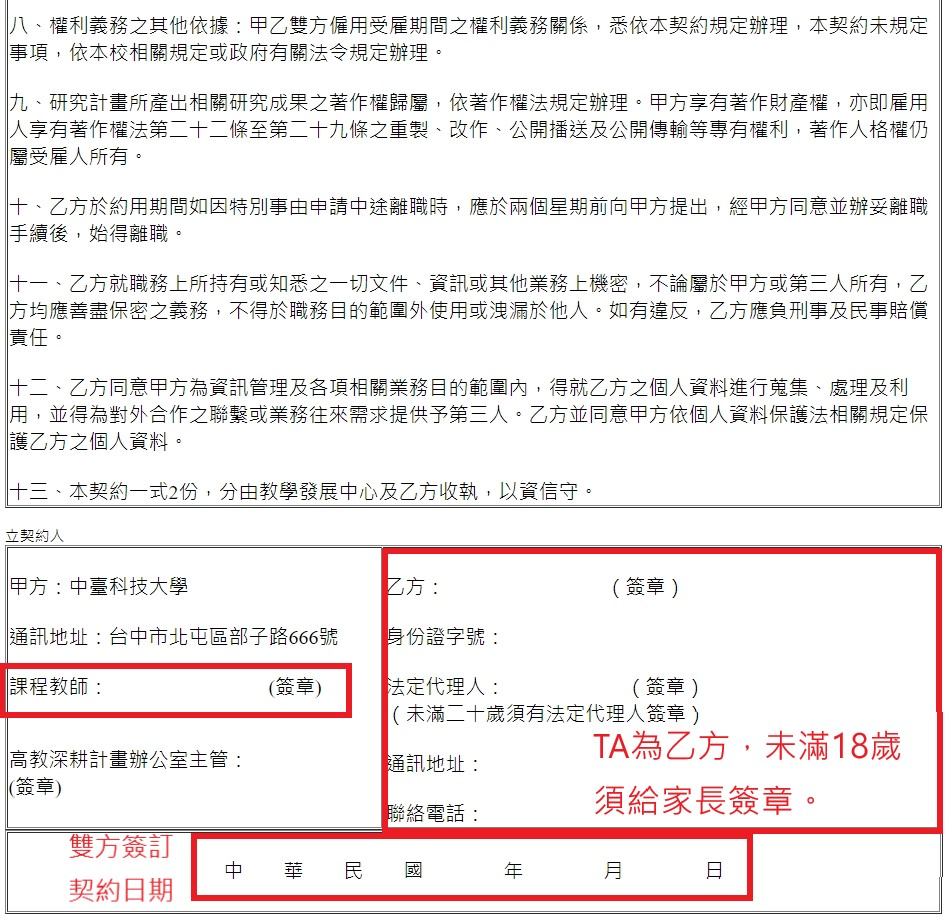 八、權利義務之其他依據：甲乙雙方僱用受雇期間之權利義務關係，悉依本契約規定辦理，本契約未規定
事項，依本校相關規定或政府有關法令規定辦理。
九、研究計畫所產出相關研究成果之著作權歸屬，依著作權法規定辦理。甲方享有著作財產權，亦即雇用
人享有著作權法第二十二條至第二十九條之重製、改作、公開播送及公開傳輸等專有權利，著作人格權仍
屬受雇人所有。
十、乙方於約用期間如因特別事由申請中途離職時，應於兩個星期前向甲方提出，經甲方同意並辦妥離職
手續後，始得離職。
十一、乙方就職務上所持有或知悉之一切文件、資訊或其他業務上機密，不論屬於甲方或第三人所有，乙
方均應善盡保密之義務，不得於職務目的範圍外使用或洩漏於他人。如有違反，乙方應負刑事及民事賠償
責任。
十二、乙方同意甲方為資訊管理及各項相關業務目的範圍內，得就乙方之個人資料進行蒐集、處理及利
用，並得為對外合作之聯繫或業務往來需求提供予第三人。乙方並同意甲方依個人資料保護法相關規定保
護乙方之個人資料。
十三、本契約一式2份，分由教學發展中心及乙方收執，以資信守。
立契約人
甲方：中臺科技大學
通訊地址：台中市北屯區部子路666號
課程教師： (簽章)
高教深耕計畫辦公室主管：
(簽章)
乙方： （簽章）
身份證字號：
法定代理人： （簽章）
（未滿二十歲須有法定代理人簽章）
通訊地址：
聯絡電話：
TA為乙方，未滿18歲
須給家長簽章。
雙方簽訂
契約日期
中 華 民 國 年 月 日